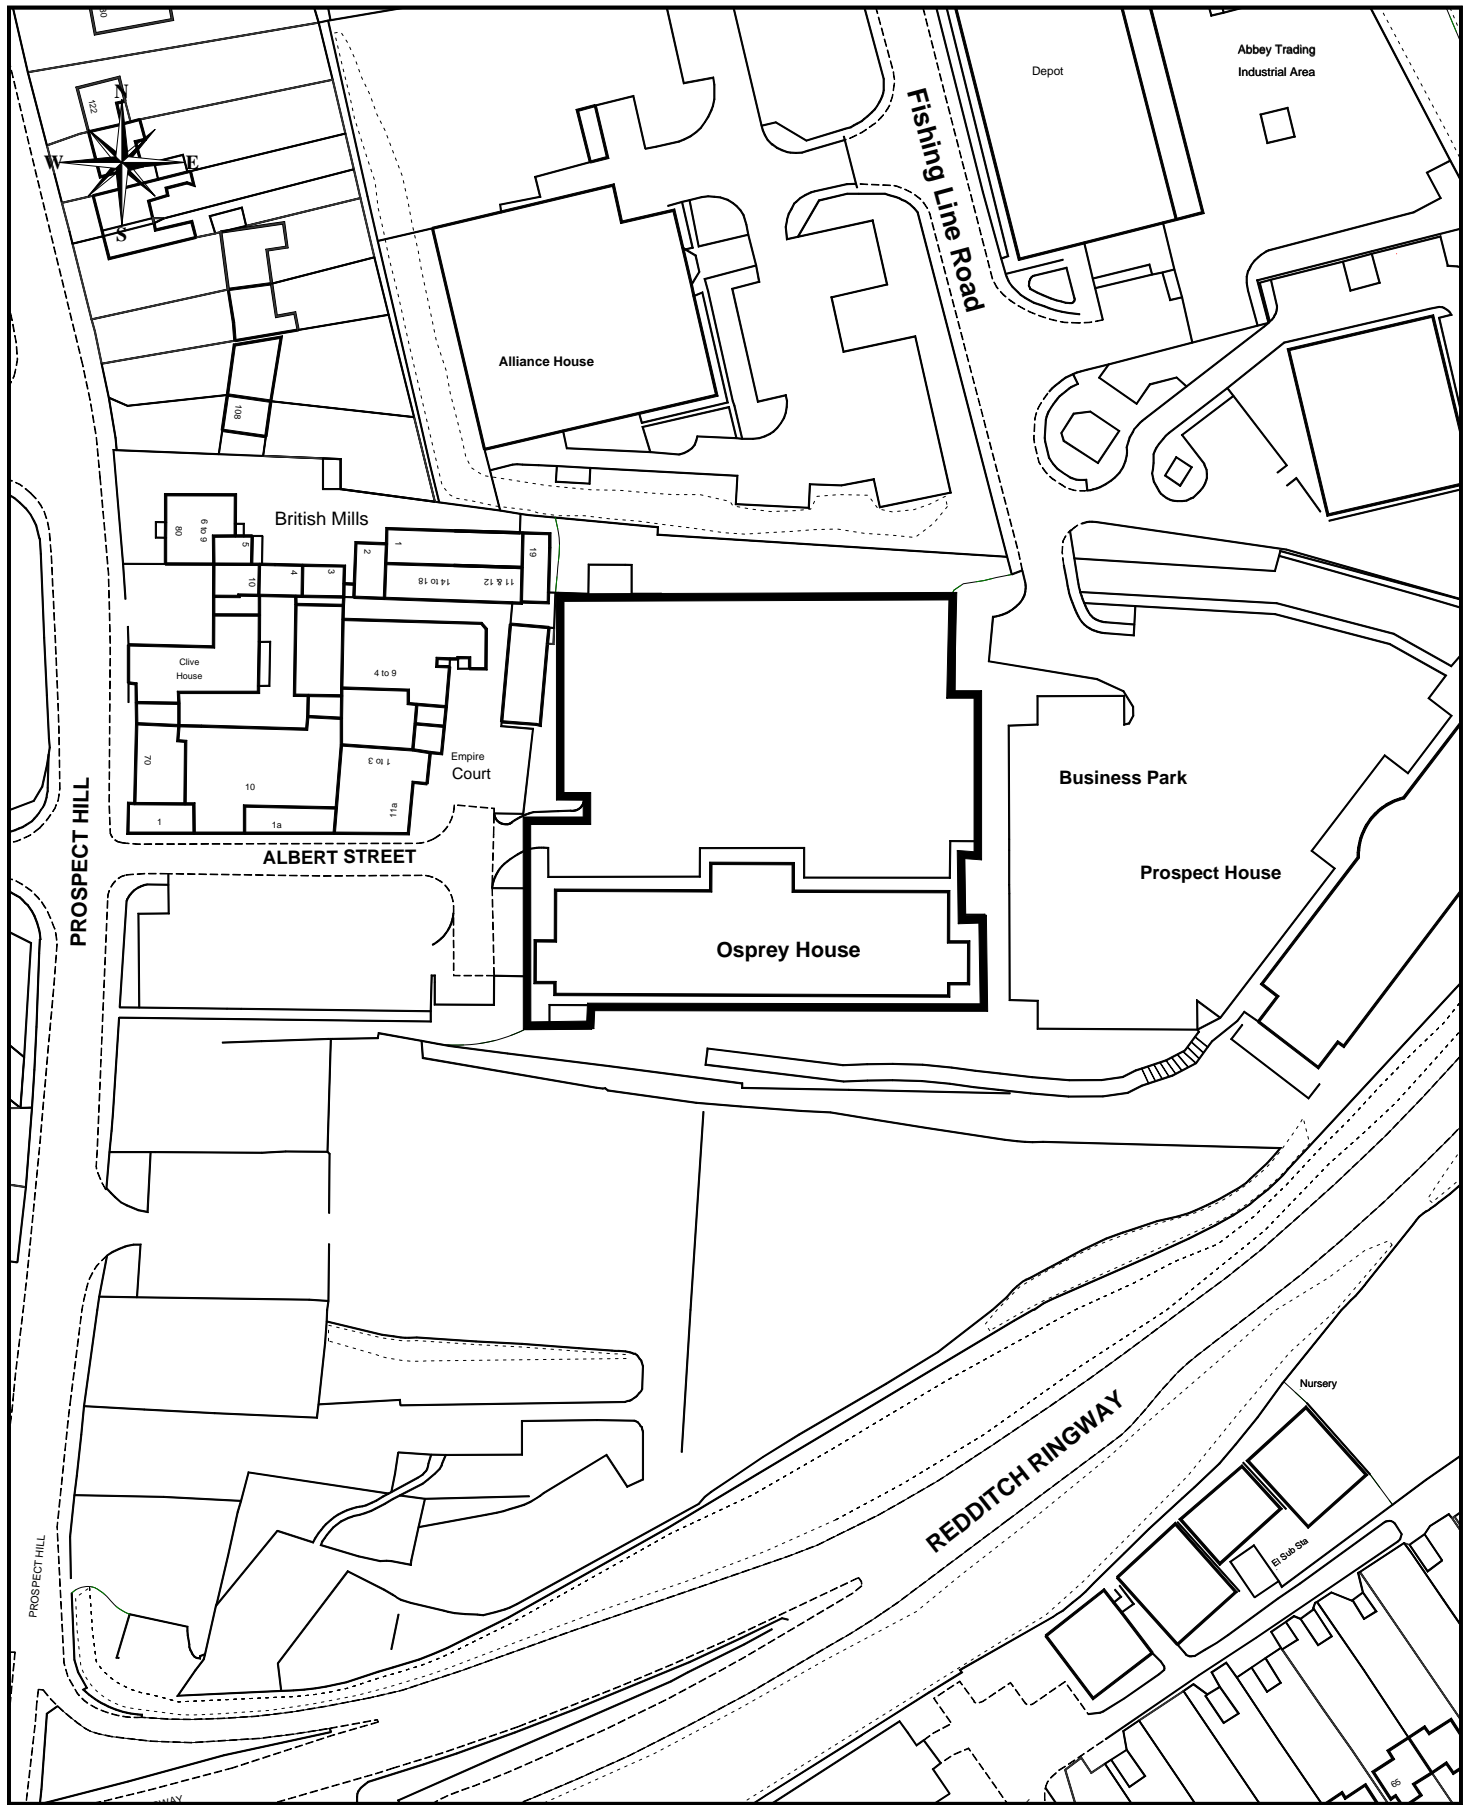 Abbey Trading
Industrial Area
Depot
Fishing Line Road
122
N
W
E
S
Alliance House
108
British Mills
80
6 to 9
5
10
4
3
2
1
14 to 18
11 & 12
19
Clive
House
4 to 9
70
10
1 to 3
11a
1
1a
Empire
Court
ALBERT STREET
PROSPECT HILL
Business Park
Prospect House
Osprey House
REDDITCH RINGWAY
Nursery
El Sub Sta
PROSPECT HILL
65